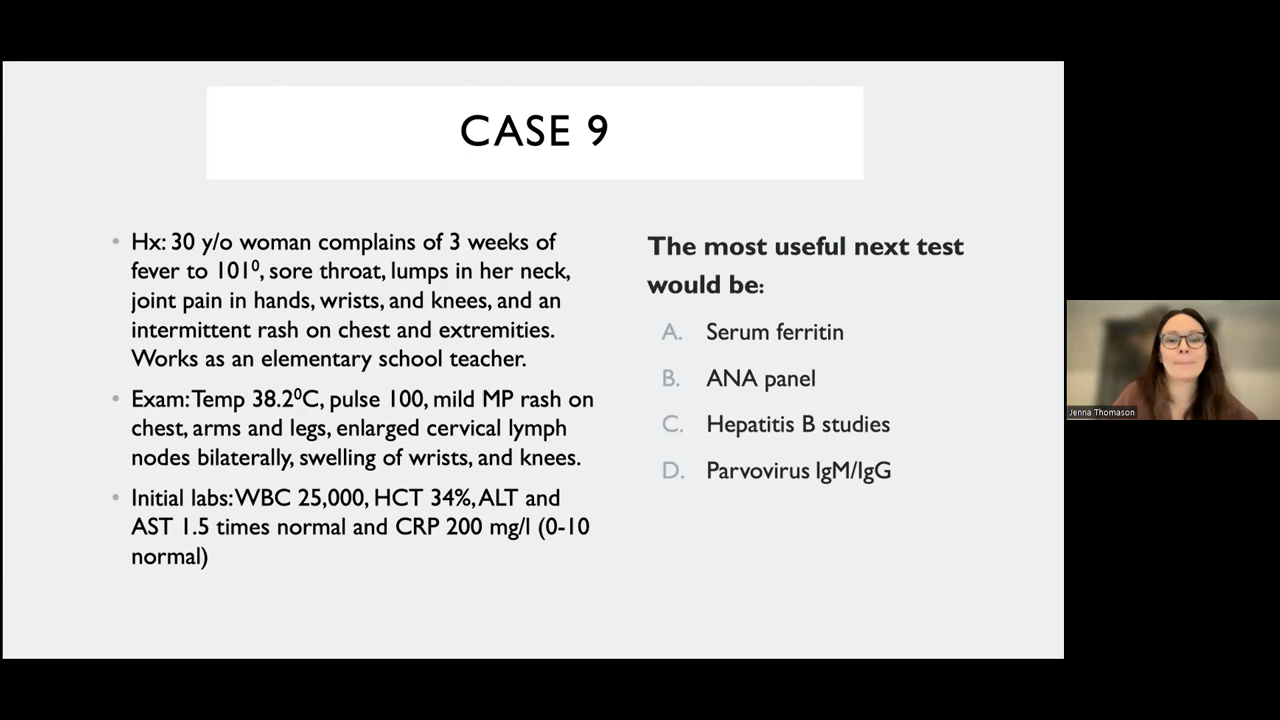 CASE 9
• Hx: 30 y/o woman complains of 3 weeks of
fever to 101⁰, sore throat, lumps in her neck,
joint pain in hands, wrists, and knees, and an
intermittent rash on chest and extremities.
Works as an elementary school teacher.
• Exam: Temp 38.2⁰C, pulse 100, mild MP rash on
chest, arms and legs, enlarged cervical lymph
nodes bilaterally, swelling of wrists, and knees.
• Initial labs: WBC 25,000, HCT 34%, ALT and
AST 1.5 times normal and CRP 200 mg/l (0-10
normal)
The most useful next test
would be:
A. Serum ferritin
B. ANA panel
C. Hepatitis B studies
D. Parvovirus IgM/IgG
Jenna Thomason